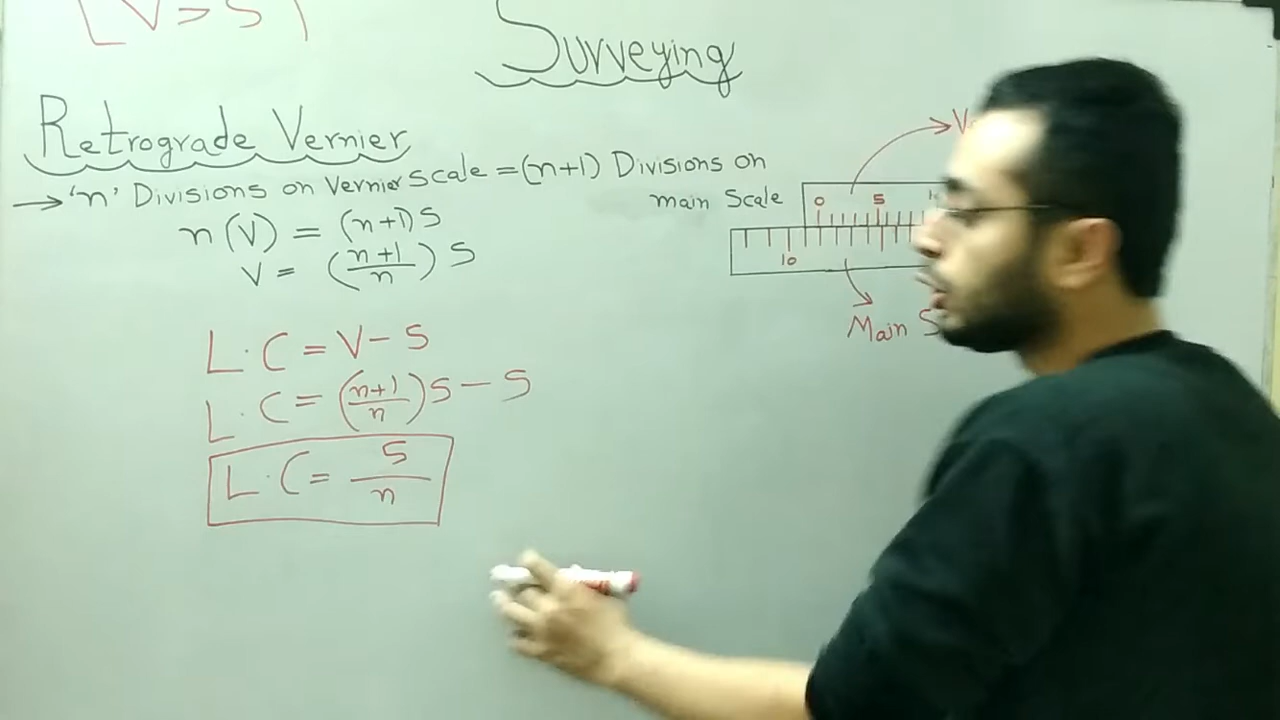 [V > S]
Surveying
Retrograde Vernier
→ 'n' Divisions on Vernier scale = (n+1) Divisions on
main Scale
n(V) = (n+1)S
V = (n+1/n) S
L.C = V - S
L.C = (n+1/n)S - S
L.C = S/n
0 5
10
Main